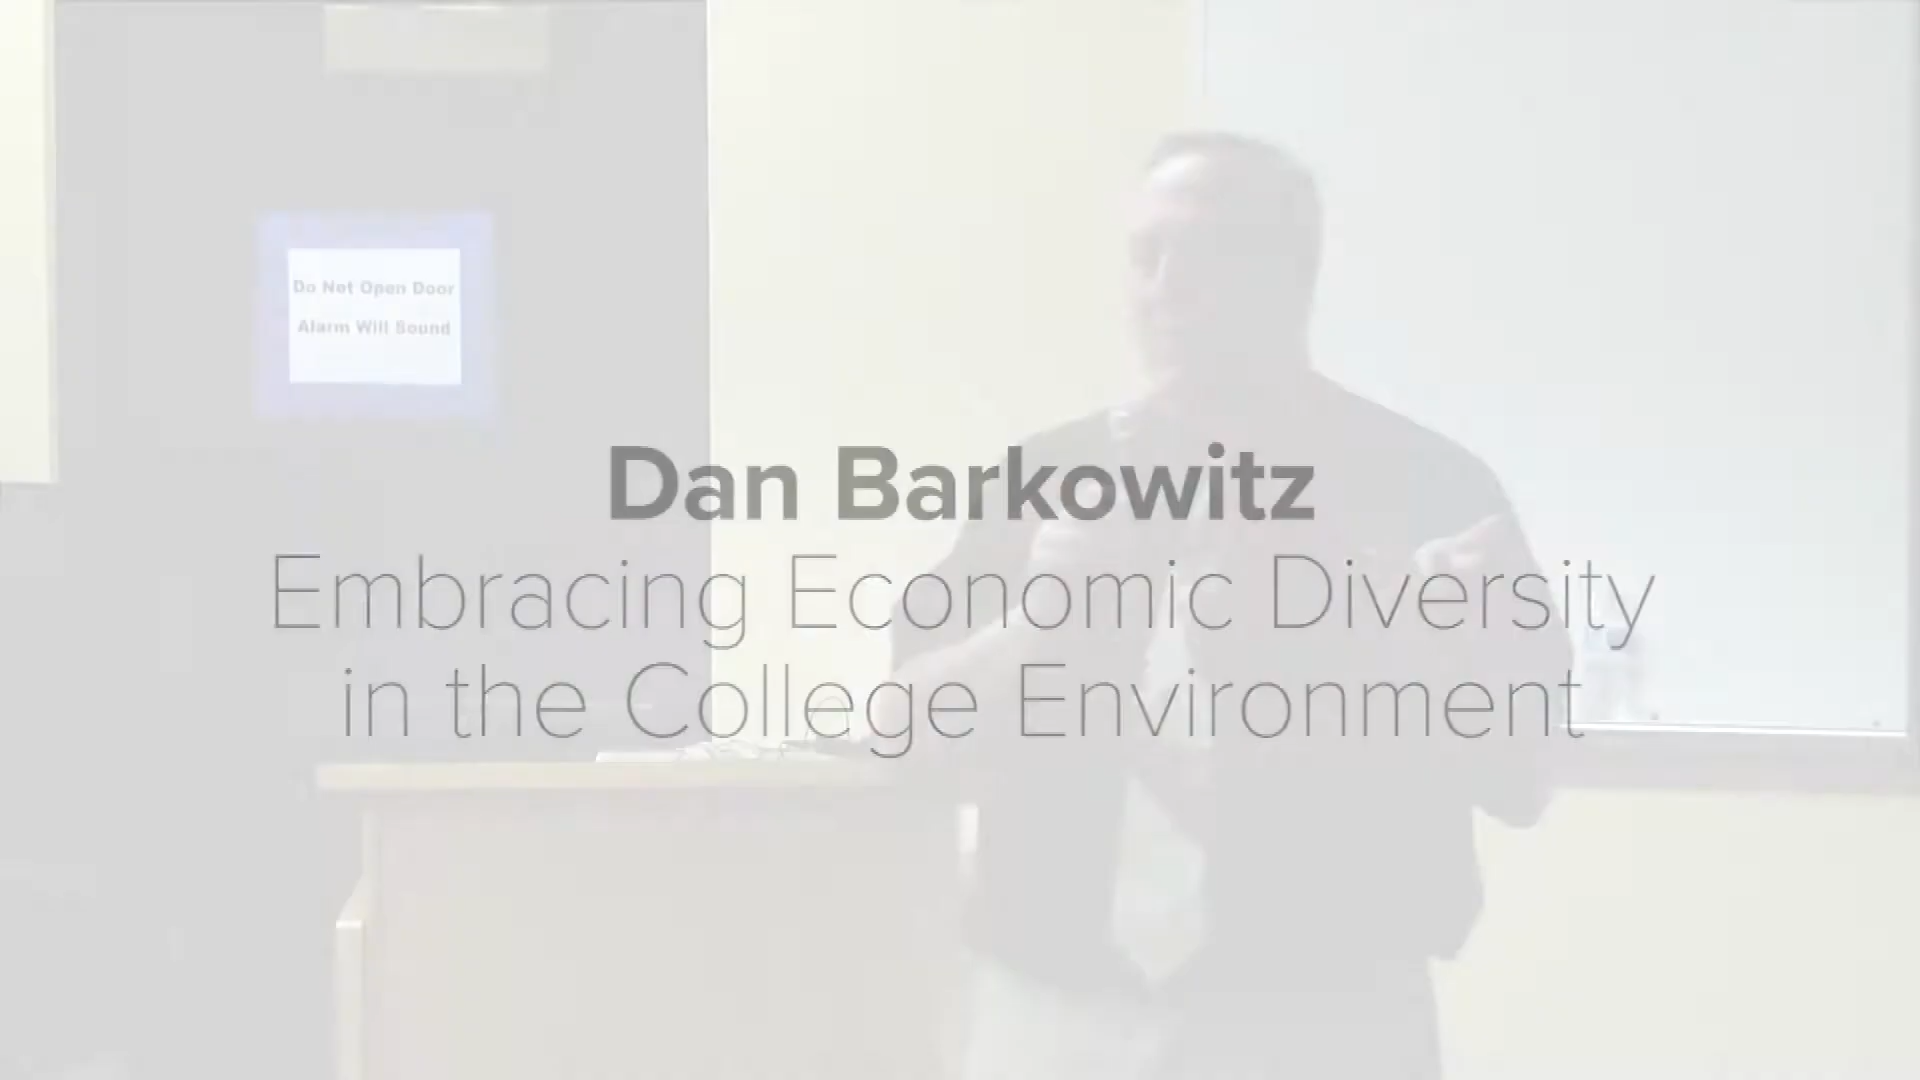 Do Not Open Door
Alarm Will Sound
Dan Barkowitz
Embracing Economic Diversity
in the College Environment